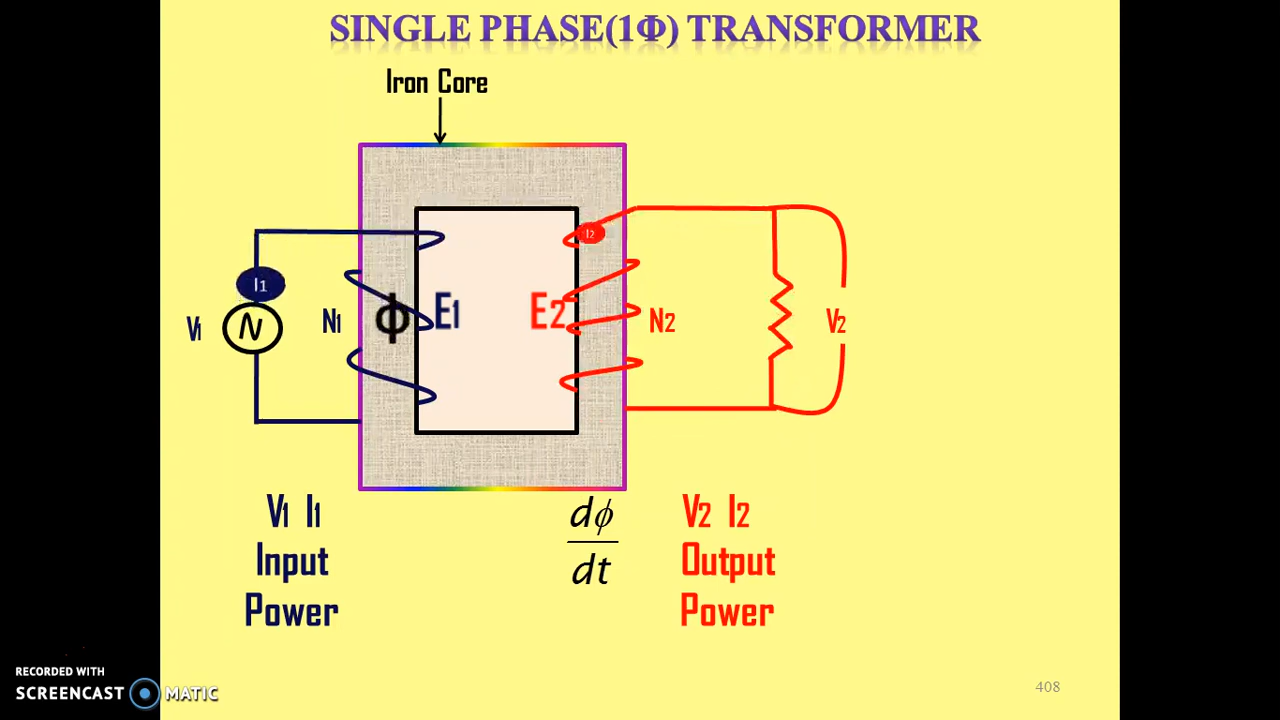 SINGLE PHASE(1Φ) TRANSFORMER
Iron Core
I1
I2
V1
N
N1
ϕ
E1
E2
N2
V2
V1 I1
Input
Power
dϕ
dt
V2 I2
Output
Power
408
RECORDED WITH
SCREENCAST MATIC